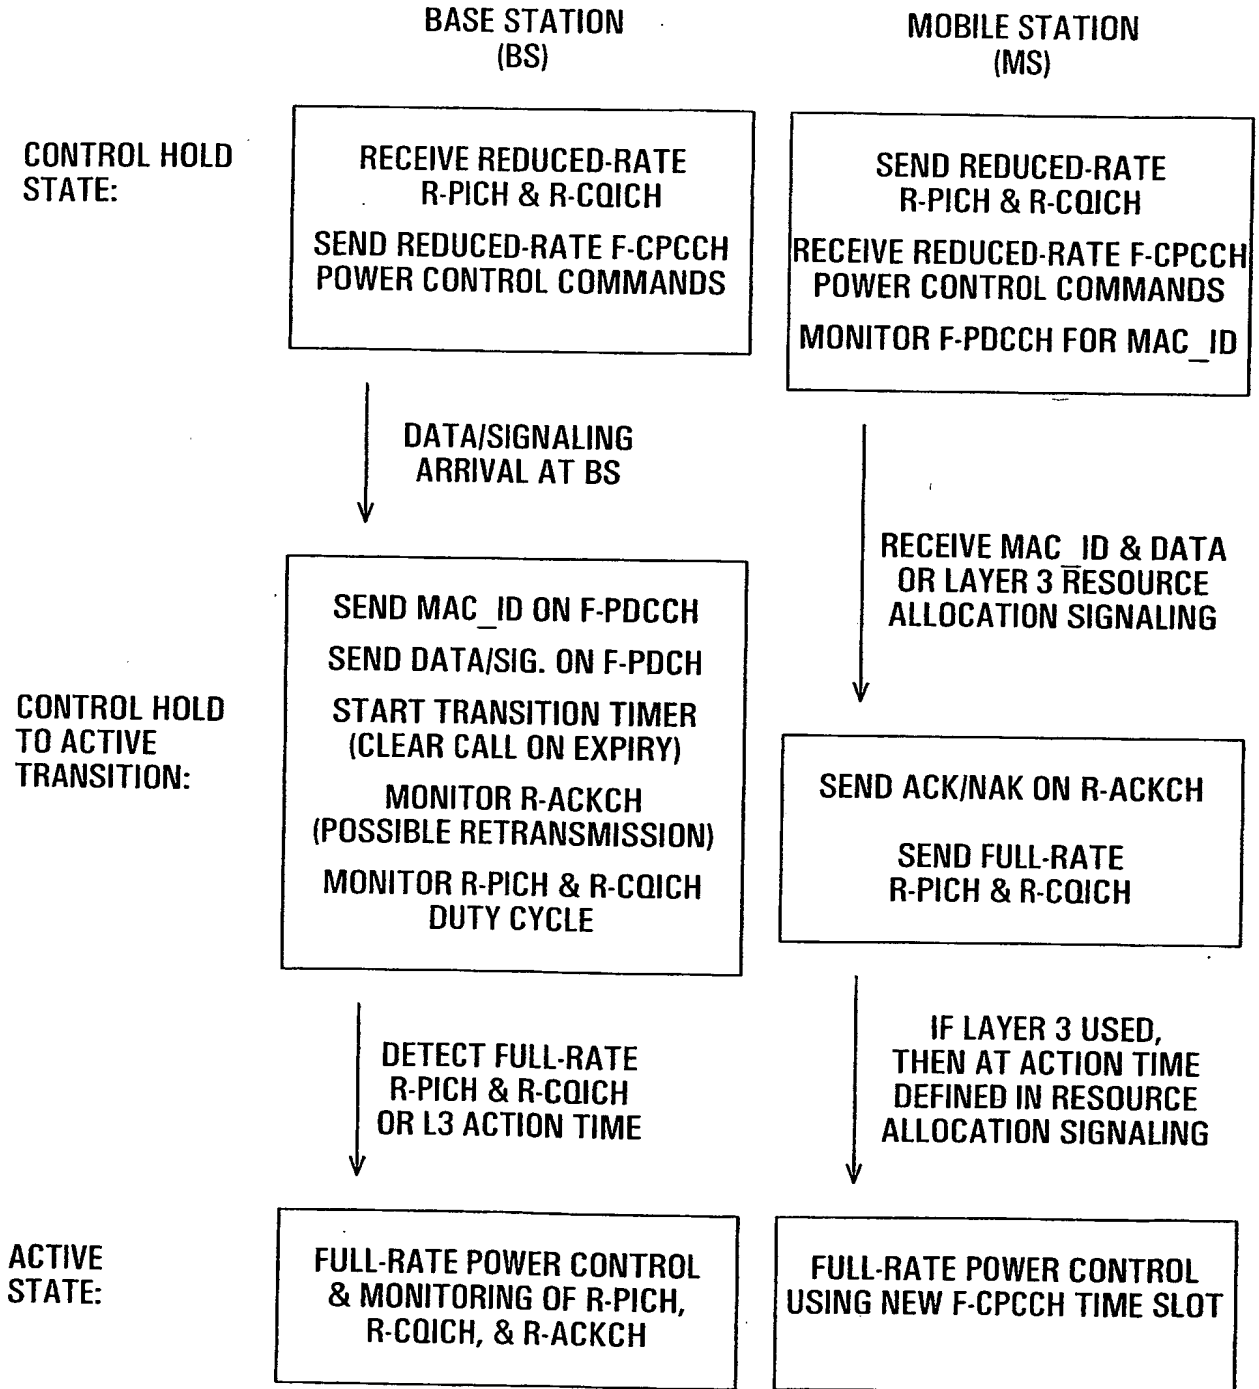 BASE STATION
(BS)
MOBILE STATION
(MS)
CONTROL HOLD
STATE:
RECEIVE REDUCED-RATE
R-PICH & R-CQICH
SEND REDUCED-RATE F-CPCCH
POWER CONTROL COMMANDS
SEND REDUCED-RATE
R-PICH & R-CQICH
RECEIVE REDUCED-RATE F-CPCCH
POWER CONTROL COMMANDS
MONITOR F-PDCCH FOR MAC_ID
DATA/SIGNALING
ARRIVAL AT BS
RECEIVE MAC_ID & DATA
OR LAYER 3 RESOURCE
ALLOCATION SIGNALING
CONTROL HOLD
TO ACTIVE
TRANSITION:
SEND MAC_ID ON F-PDCCH
SEND DATA/SIG. ON F-PDCH
START TRANSITION TIMER
(CLEAR CALL ON EXPIRY)
MONITOR R-ACKCH
(POSSIBLE RETRANSMISSION)
MONITOR R-PICH & R-CQICH
DUTY CYCLE
SEND ACK/NAK ON R-ACKCH
SEND FULL-RATE
R-PICH & R-CQICH
DETECT FULL-RATE
R-PICH & R-CQICH
OR L3 ACTION TIME
IF LAYER 3 USED,
THEN AT ACTION TIME
DEFINED IN RESOURCE
ALLOCATION SIGNALING
ACTIVE
STATE:
FULL-RATE POWER CONTROL
& MONITORING OF R-PICH,
R-CQICH, & R-ACKCH
FULL-RATE POWER CONTROL
USING NEW F-CPCCH TIME SLOT